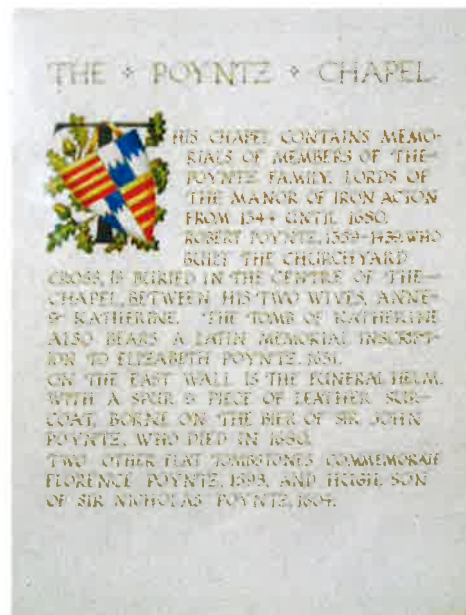 THE POYNTZ CHAPEL
THIS CHAPEL CONTAINS MEMO-
RIALS OF MEMBERS OF THE
POYNTZ FAMILY, LORDS OF
THE MANOR OF IRON ACTON
FROM 1344 UNTIL 1680.
ROBERT POYNTZ, 1359-1439, WHO
BUILT THE CHURCHYARD
CROSS, IS BURIED IN THE CENTRE OF THE
CHAPEL, BETWEEN HIS TWO WIVES, ANNE
& KATHERINE. THE TOMB OF KATHERINE
ALSO BEARS A LATIN MEMORIAL INSCRIPT-
ION TO ELIZABETH POYNTZ, 1631.
ON THE EAST WALL IS THE FUNERAL HELM,
WITH A SPUR & PIECE OF LEATHER SUR-
COAT, BORNE ON THE BIER OF SIR JOHN
POYNTZ, WHO DIED IN 1680.
TWO OTHER FLAT TOMBSTONES COMMEMORATE
FLORENCE POYNTZ, 1593, AND HUGH, SON
OF SIR NICHOLAS POYNTZ, 1604.